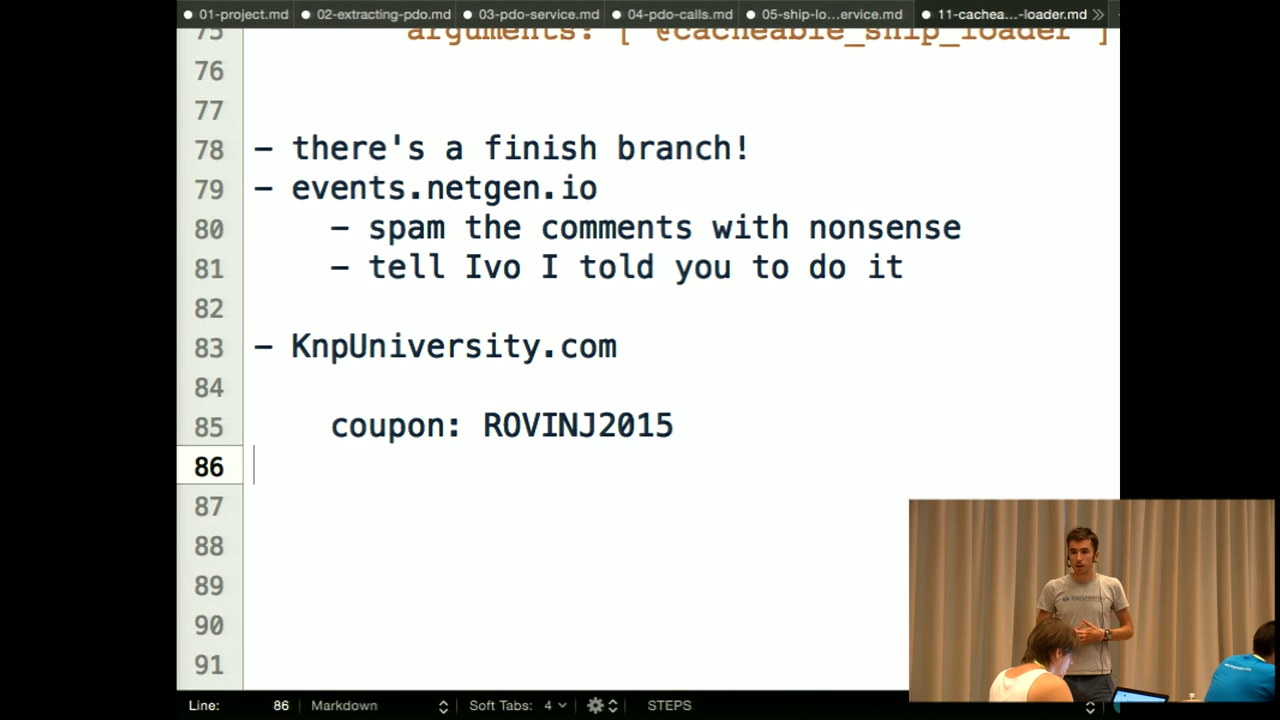 01-project.md 02-extracting-pdo.md 03-pdo-service.md 04-pdo-calls.md 05-ship-lo...ervice.md 11-cachea...-loader.md
75 arguments: [ @cacheable_ship_loader ]
76
77
78 - there's a finish branch!
79 - events.netgen.io
80 - spam the comments with nonsense
81 - tell Ivo I told you to do it
82
83 - KnpUniversity.com
84
85 coupon: ROVINJ2015
86
87
88
89
90
91
Line: 86 Markdown Soft Tabs: 4 STEPS